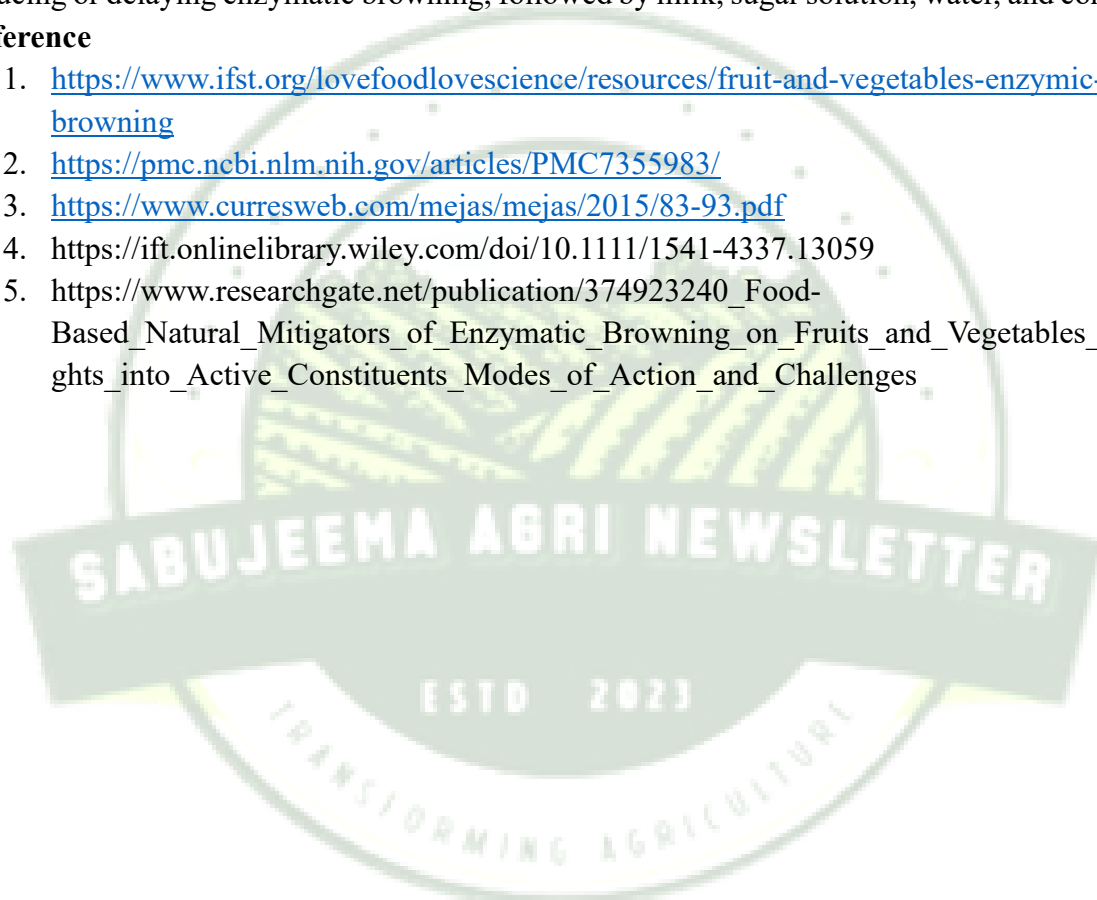 or delaying enzymatic browning, followed by milk, sugar solution, water, and
1. https://www.ifst.org/lovefoodlovescience/resources/fruit-and-vegetables-enzymic-
browning
2. https://pmc.ncbi.nlm.nih.gov/articles/PMC7355983/
3. https://www.curresweb.com/mejas/mejas/2015/83-93.pdf
4. https://ift.onlinelibrary.wiley.com/doi/10.1111/1541-4337.13059
5. https://www.researchgate.net/publication/374923240_Food-
Based_Natural_Mitigators_of_Enzymatic_Browning_on_Fruits_and_Vegetables_
ghts_into_Active_Constituents_Modes_of_Action_and_Challenges
SABUJEEMA AGRI NEWSLETTER
ESTD 2023
TRANSFORMING AGRICULTURE